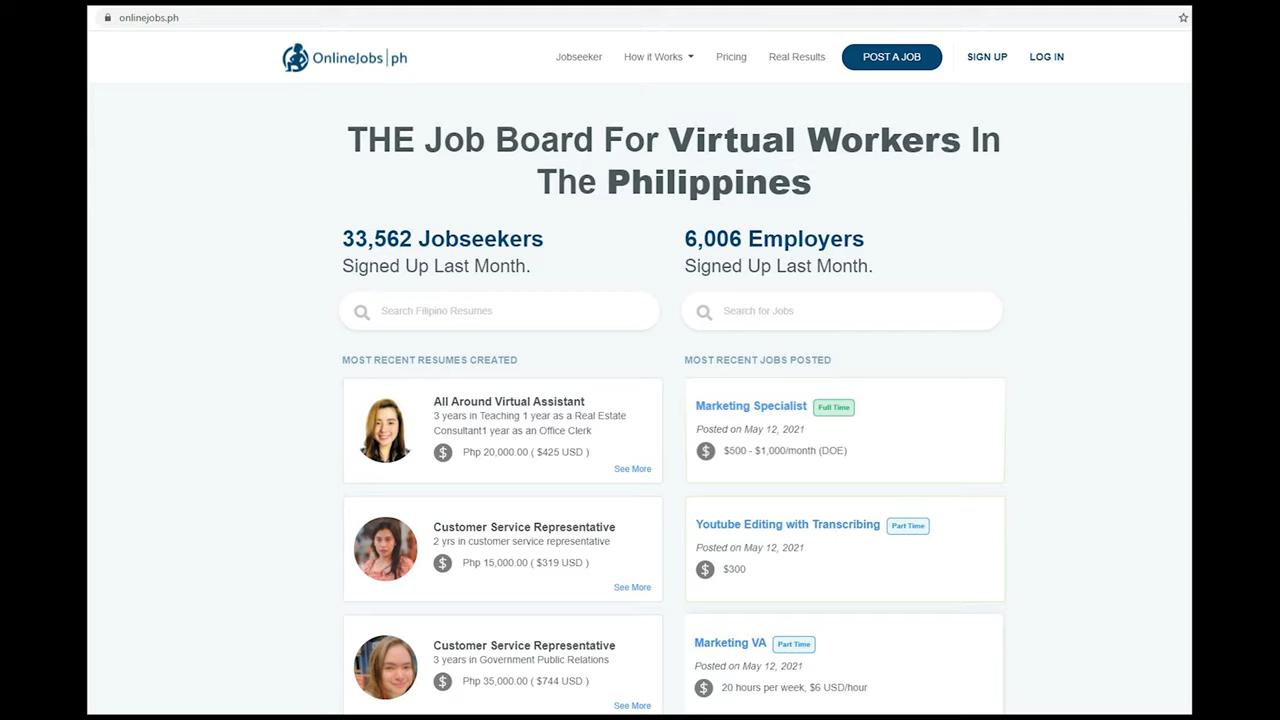 onlinejobs.ph
OnlineJobs|ph
Jobseeker
How it Works
Pricing
Real Results
POST A JOB
SIGN UP
LOG IN
THE Job Board For Virtual Workers In
The Philippines
33,562 Jobseekers
Signed Up Last Month.
Search Filipino Resumes
MOST RECENT RESUMES CREATED
All Around Virtual Assistant
3 years in Teaching 1 year as a Real Estate
Consultant1 year as an Office Clerk
$ Php 20,000.00 ( $425 USD )
See More
Customer Service Representative
2 yrs in customer service representative
$ Php 15,000.00 ( $319 USD )
See More
Customer Service Representative
3 years in Government Public Relations
$ Php 35,000.00 ( $744 USD )
See More
6,006 Employers
Signed Up Last Month.
Search for Jobs
MOST RECENT JOBS POSTED
Marketing Specialist Full Time
Posted on May 12, 2021
$ $500 - $1,000/month (DOE)
Youtube Editing with Transcribing Part Time
Posted on May 12, 2021
$ $300
Marketing VA Part Time
Posted on May 12, 2021
$ 20 hours per week, $6 USD/hour